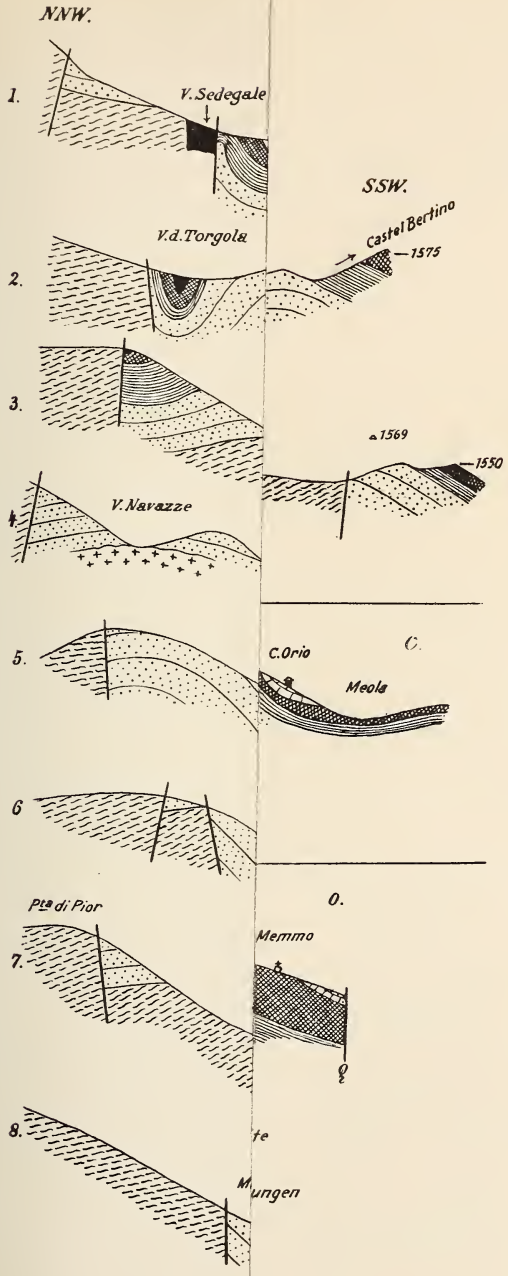 NNW.
1.
V. Sedegale
SSW.
V.d. Torgola
Castel Bertino
1575
2.
3.
1569
1550
4.
V. Navazze
5.
C. Orio
C.
Meola
6
O.
Pta di Pior
Memmo
7.
8.
te
Mungen